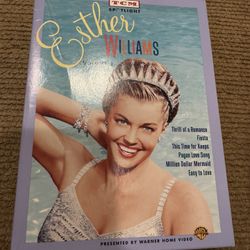 TCM
SPOTLIGHT
Esther
WILLIAMS
Thrill of a Romance
Fiesta
This Time for Keeps
Pagan Love Song
Million Dollar Mermaid
Easy to Love
PRESENTED BY WARNER HOME VIDEO